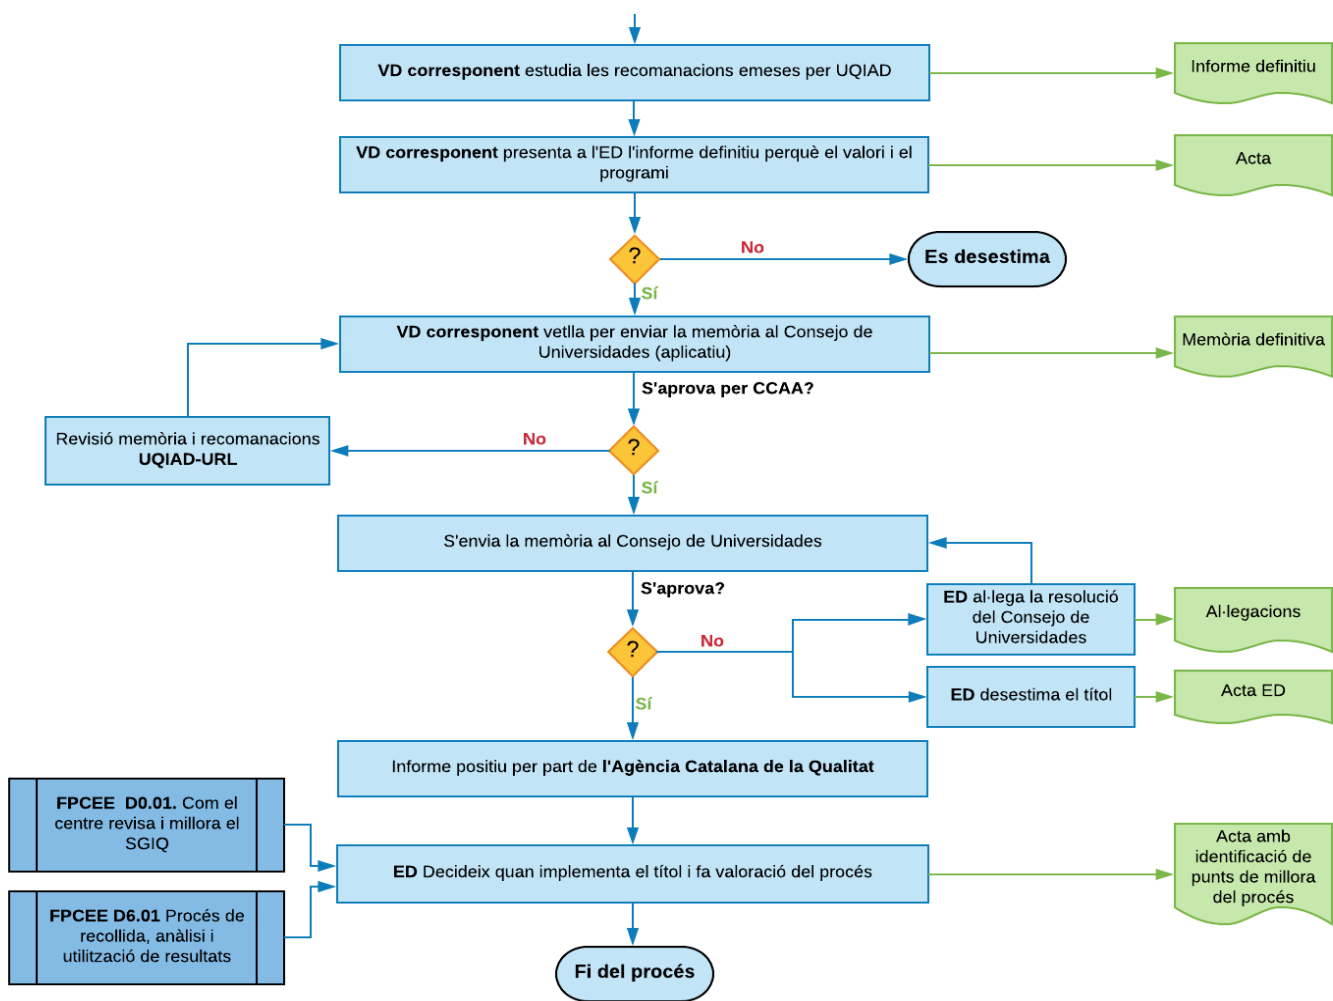 VD corresponent estudia les recomanacions emeses per UQIAD
Informe definitiu
VD corresponent presenta a l'ED l'informe definitiu perquè el valori i el
programi
Acta
?
No
Es desestima
Sí
VD corresponent vetlla per enviar la memòria al Consejo de
Universidades (aplicatiu)
Memòria definitiva
S'aprova per CCAA?
Revisió memòria i recomanacions
UQIAD-URL
No
?
Sí
S'envia la memòria al Consejo de Universidades
S'aprova?
ED al·lega la resolució
del Consejo de
Universidades
Al·legacions
?
No
ED desestima el títol
Acta ED
Sí
Informe positiu per part de l'Agència Catalana de la Qualitat
FPCEE D0.01. Com el
centre revisa i millora el
SGIQ
ED Decideix quan implementa el títol i fa valoració del procés
Acta amb
identificació de
punts de millora
del procés
FPCEE D6.01 Procés de
recollida, anàlisi i
utilització de resultats
Fi del procés